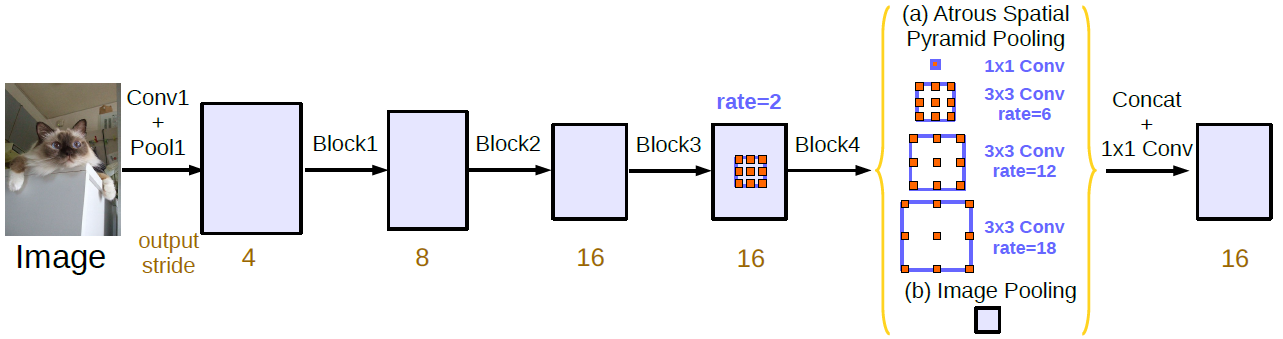 (a) Atrous Spatial
Pyramid Pooling
1x1 Conv
3x3 Conv
rate=6
3x3 Conv
rate=12
3x3 Conv
rate=18
(b) Image Pooling
Conv1
+
Pool1
Block1
Block2
Block3
rate=2
Block4
Concat
+
1x1 Conv
Image
output
stride
4
8
16
16
16